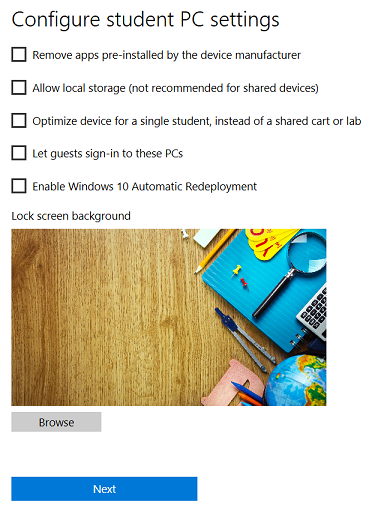 Configure student PC settings
Remove apps pre-installed by the device manufacturer
Allow local storage (not recommended for shared devices)
Optimize device for a single student, instead of a shared cart or lab
Let guests sign-in to these PCs
Enable Windows 10 Automatic Redeployment
Lock screen background
Browse
Next